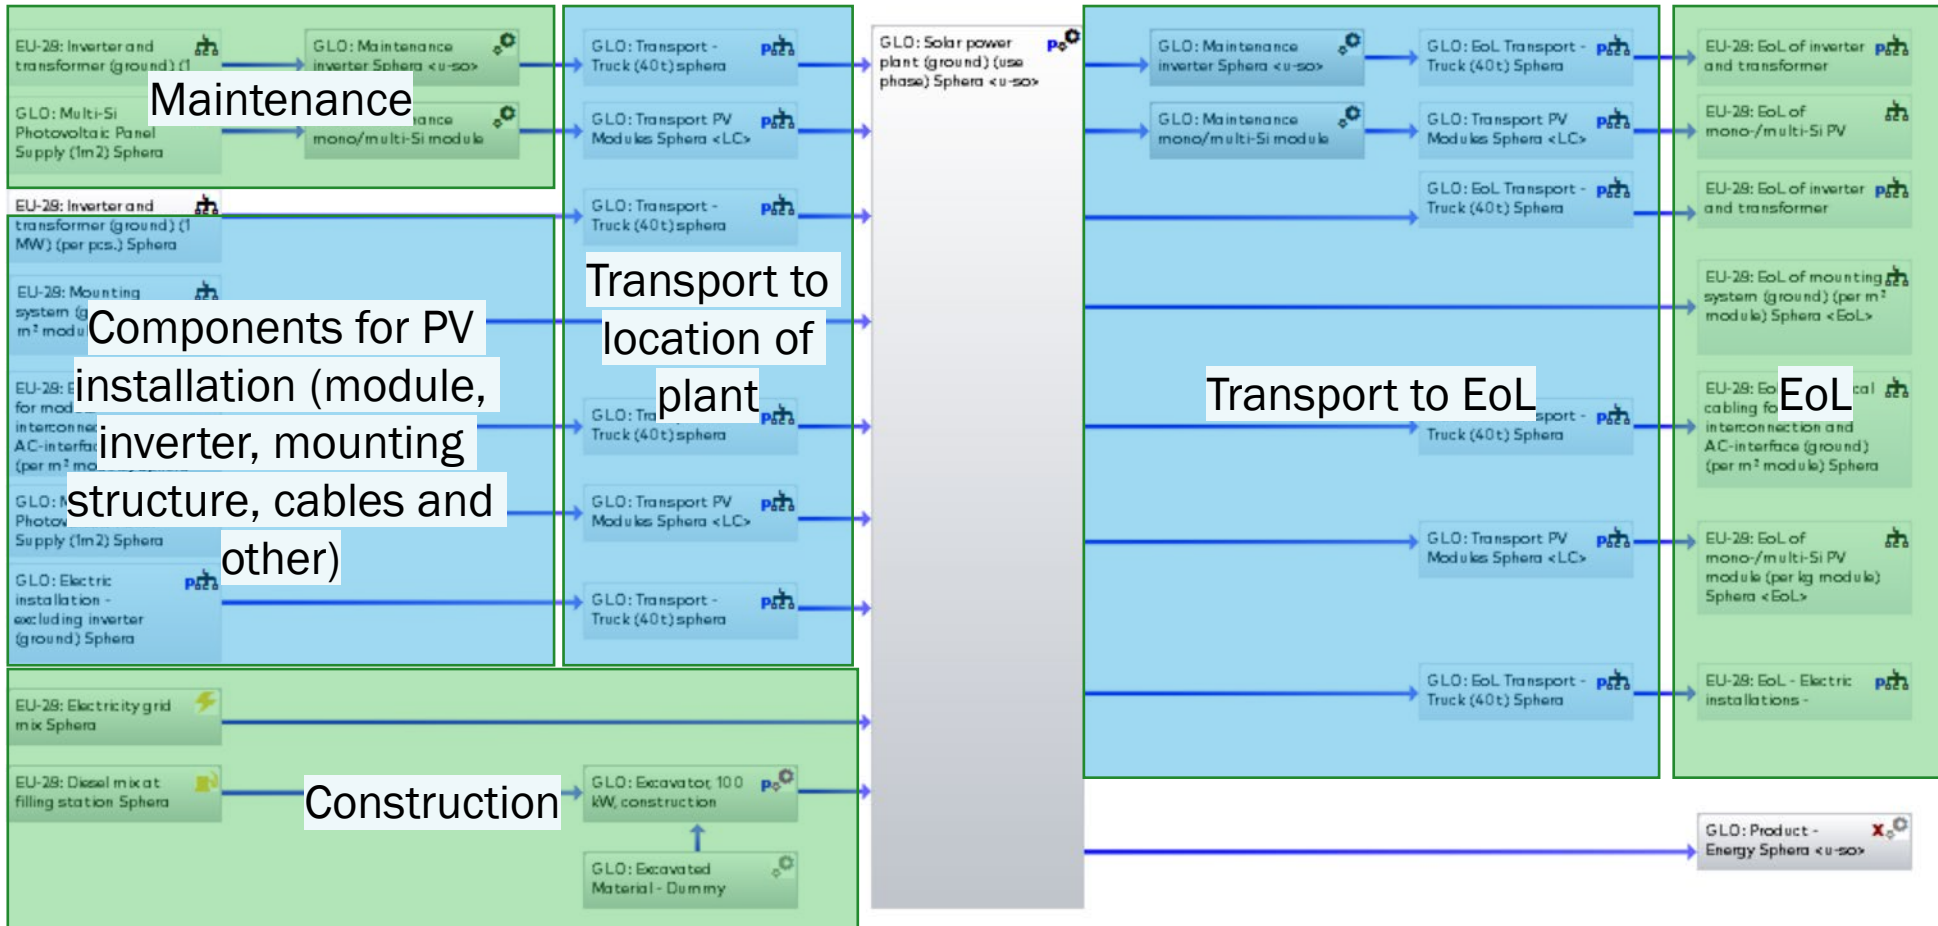 EU-28: Inverter and
transformer (ground) (1
GLO: Maintenance
inverter Sphera <u-so>
GLO: Transport -
Truck (40t) sphera
GLO: Solar power
plant (ground) (use
phase) Sphera <u-so>
GLO: Maintenance
inverter Sphera <u-so>
GLO: EoL Transport -
Truck (40t) Sphera
EU-28: EoL of inverter
and transformer
Maintenance
GLO: Multi-Si
Photovoltaic Panel
Supply (1m2) Sphera
mono/multi-Si module
GLO: Transport PV
Modules Sphera <LC>
GLO: Maintenance
mono/multi-Si module
GLO: Transport PV
Modules Sphera <LC>
EU-28: EoL of
mono-/multi-Si PV
EU-28: Inverter and
transformer (ground) (1
MW) (per pcs.) Sphera
GLO: Transport -
Truck (40t) sphera
GLO: EoL Transport -
Truck (40t) Sphera
EU-28: EoL of inverter
and transformer
EU-28: Mounting
system
m²
Components for PV
installation (module,
inverter, mounting
structure, cables and
other)
Transport to
location of
plant
EU-28: EoL of mounting
system (ground) (per m²
module) Sphera <EoL>
EU-28:
for
AC-interface
(per m²
GLO:
Truck (40t) sphera
Transport to EoL
Truck (40t) Sphera
EoL
EU-28:
cabling
interconnection and
AC-interface (ground)
(per m² module) Sphera
GLO:
Supply (1m2) Sphera
GLO: Transport PV
Modules Sphera <LC>
GLO: Transport PV
Modules Sphera <LC>
EU-28: EoL of
mono-/multi-Si PV
module (per kg module)
Sphera <EoL>
GLO: Electric
installation -
excluding inverter
(ground) Sphera
GLO: Transport -
Truck (40t) sphera
GLO: EoL Transport -
Truck (40t) Sphera
EU-28: EoL - Electric
installations -
EU-28: Electricity grid
mix Sphera
EU-28: Diesel mix at
filling station Sphera
Construction
GLO: Excavator, 100
kW, construction
GLO: Excavated
Material - Dummy
GLO: Product -
Energy Sphera <u-so>